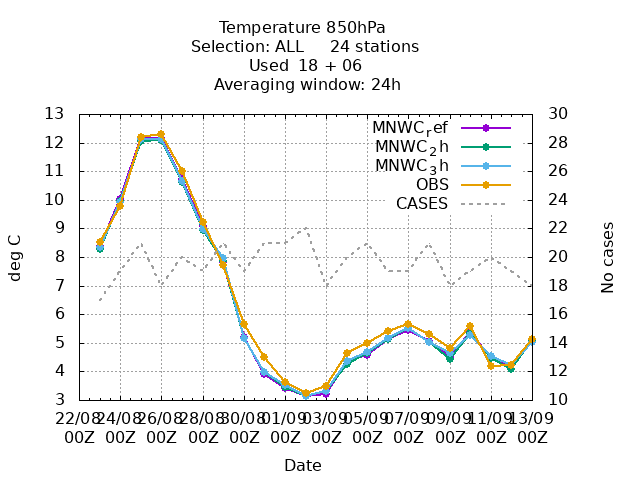 Temperature 850hPa
Selection: ALL     24 stations
Used  18 + 06
Averaging window: 24h
MNWC_ref
MNWC_2h
MNWC_3h
OBS
CASES
deg C
13
12
11
10
9
8
7
6
5
4
3
30
28
26
24
22
20
18
16
14
12
10
No cases
22/08 24/08 26/08 28/08 30/08 01/09 03/09 05/09 07/09 09/09 11/09 13/09
00Z 00Z 00Z 00Z 00Z 00Z 00Z 00Z 00Z 00Z 00Z 00Z
Date